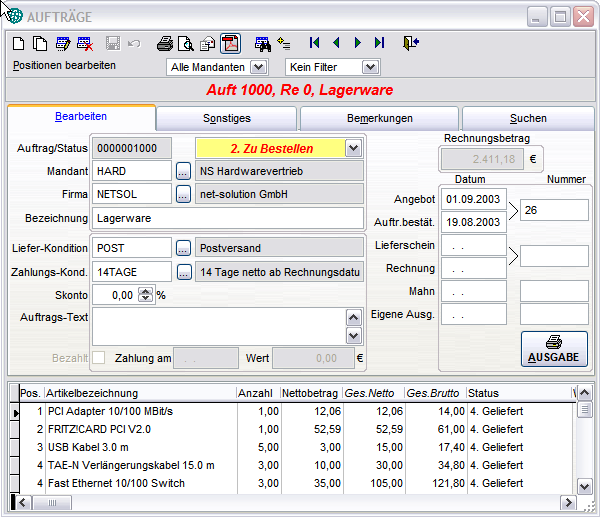 AUFTRÄGE
Positionen bearbeiten Alle Mandanten Kein Filter
Auft 1000, Re 0, Lagerware
Bearbeiten Sonstiges Bemerkungen Suchen
Auftrag/Status 0000001000 2. Zu Bestellen
Mandant HARD ... NS Hardwarevertrieb
Firma NETSOL ... net-solution GmbH
Bezeichnung Lagerware
Liefer-Kondition POST ... Postversand
Zahlungs-Kond. 14TAGE ... 14 Tage netto ab Rechnungsdatu
Skonto 0,00 %
Auftrags-Text
Bezahlt Zahlung am . . Wert 0,00 €
Rechnungsbetrag
2.411,18 €
Datum Nummer
Angebot 01.09.2003
26
Auftr.bestät. 19.08.2003
Lieferschein . .
Rechnung . .
Mahn . .
Eigene Ausg. . .
AUSGABE
Pos. Artikelbezeichnung Anzahl Nettobetrag Ges.Netto Ges.Brutto Status
1 PCI Adapter 10/100 MBit/s 1,00 12,06 12,06 14,00 4. Geliefert
2 FRITZ!CARD PCI V2.0 1,00 52,59 52,59 61,00 4. Geliefert
3 USB Kabel 3.0 m 5,00 3,00 15,00 17,40 4. Geliefert
4 TAE-N Verlängerungskabel 15.0 m 3,00 10,00 30,00 34,80 4. Geliefert
4 Fast Ethernet 10/100 Switch 3,00 35,00 105,00 121,80 4. Geliefert